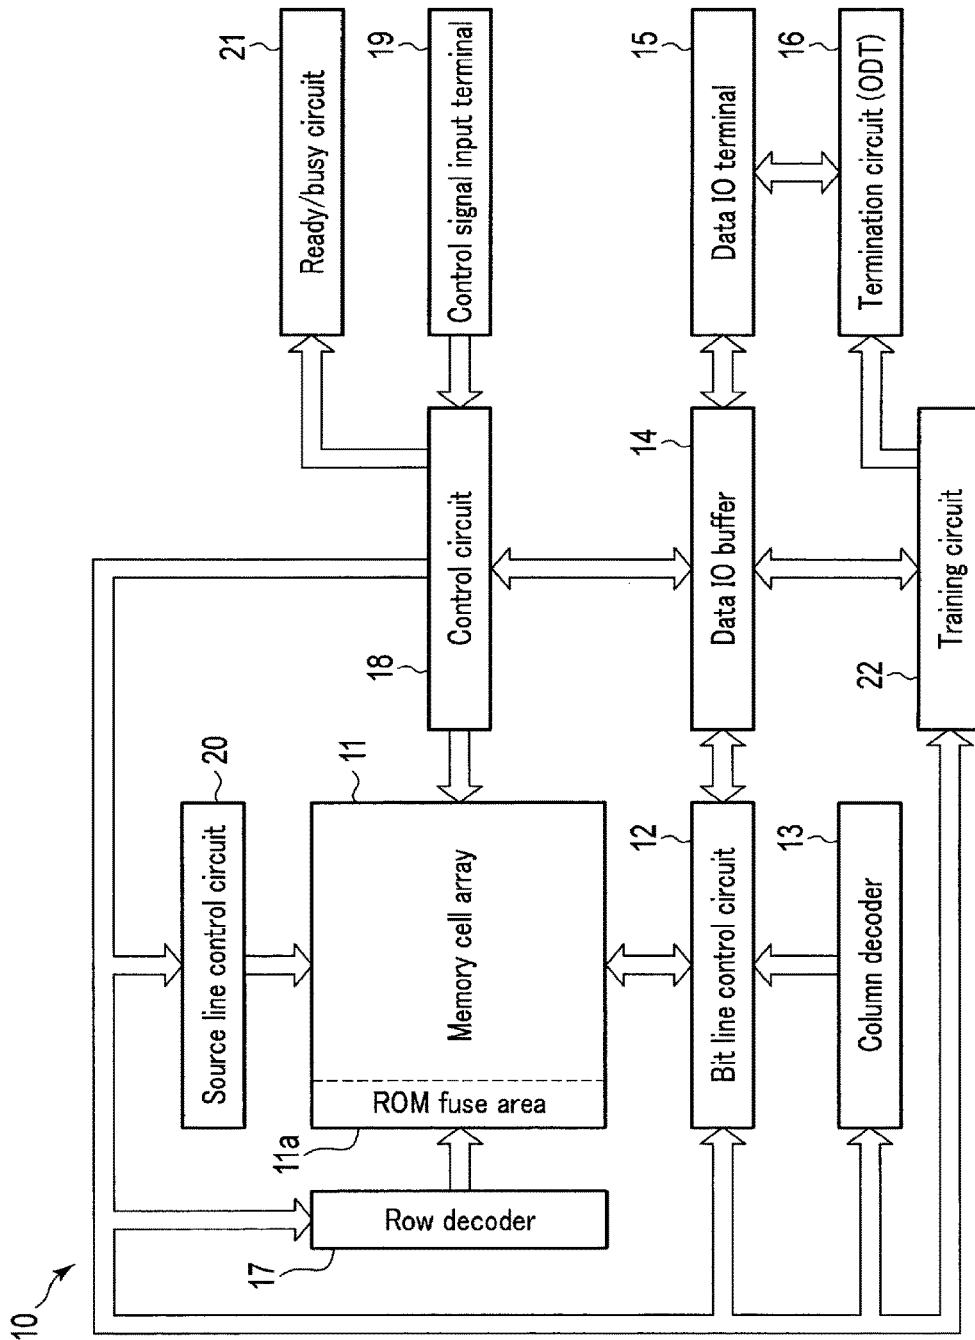 10
21
Ready/busy circuit
19
Control signal input terminal
15
Data IO terminal
16
Termination circuit (ODT)
18
Control circuit
14
Data IO buffer
22
Training circuit
20
Source line control circuit
11
Memory cell array
11a
ROM fuse area
12
Bit line control circuit
13
Column decoder
17
Row decoder